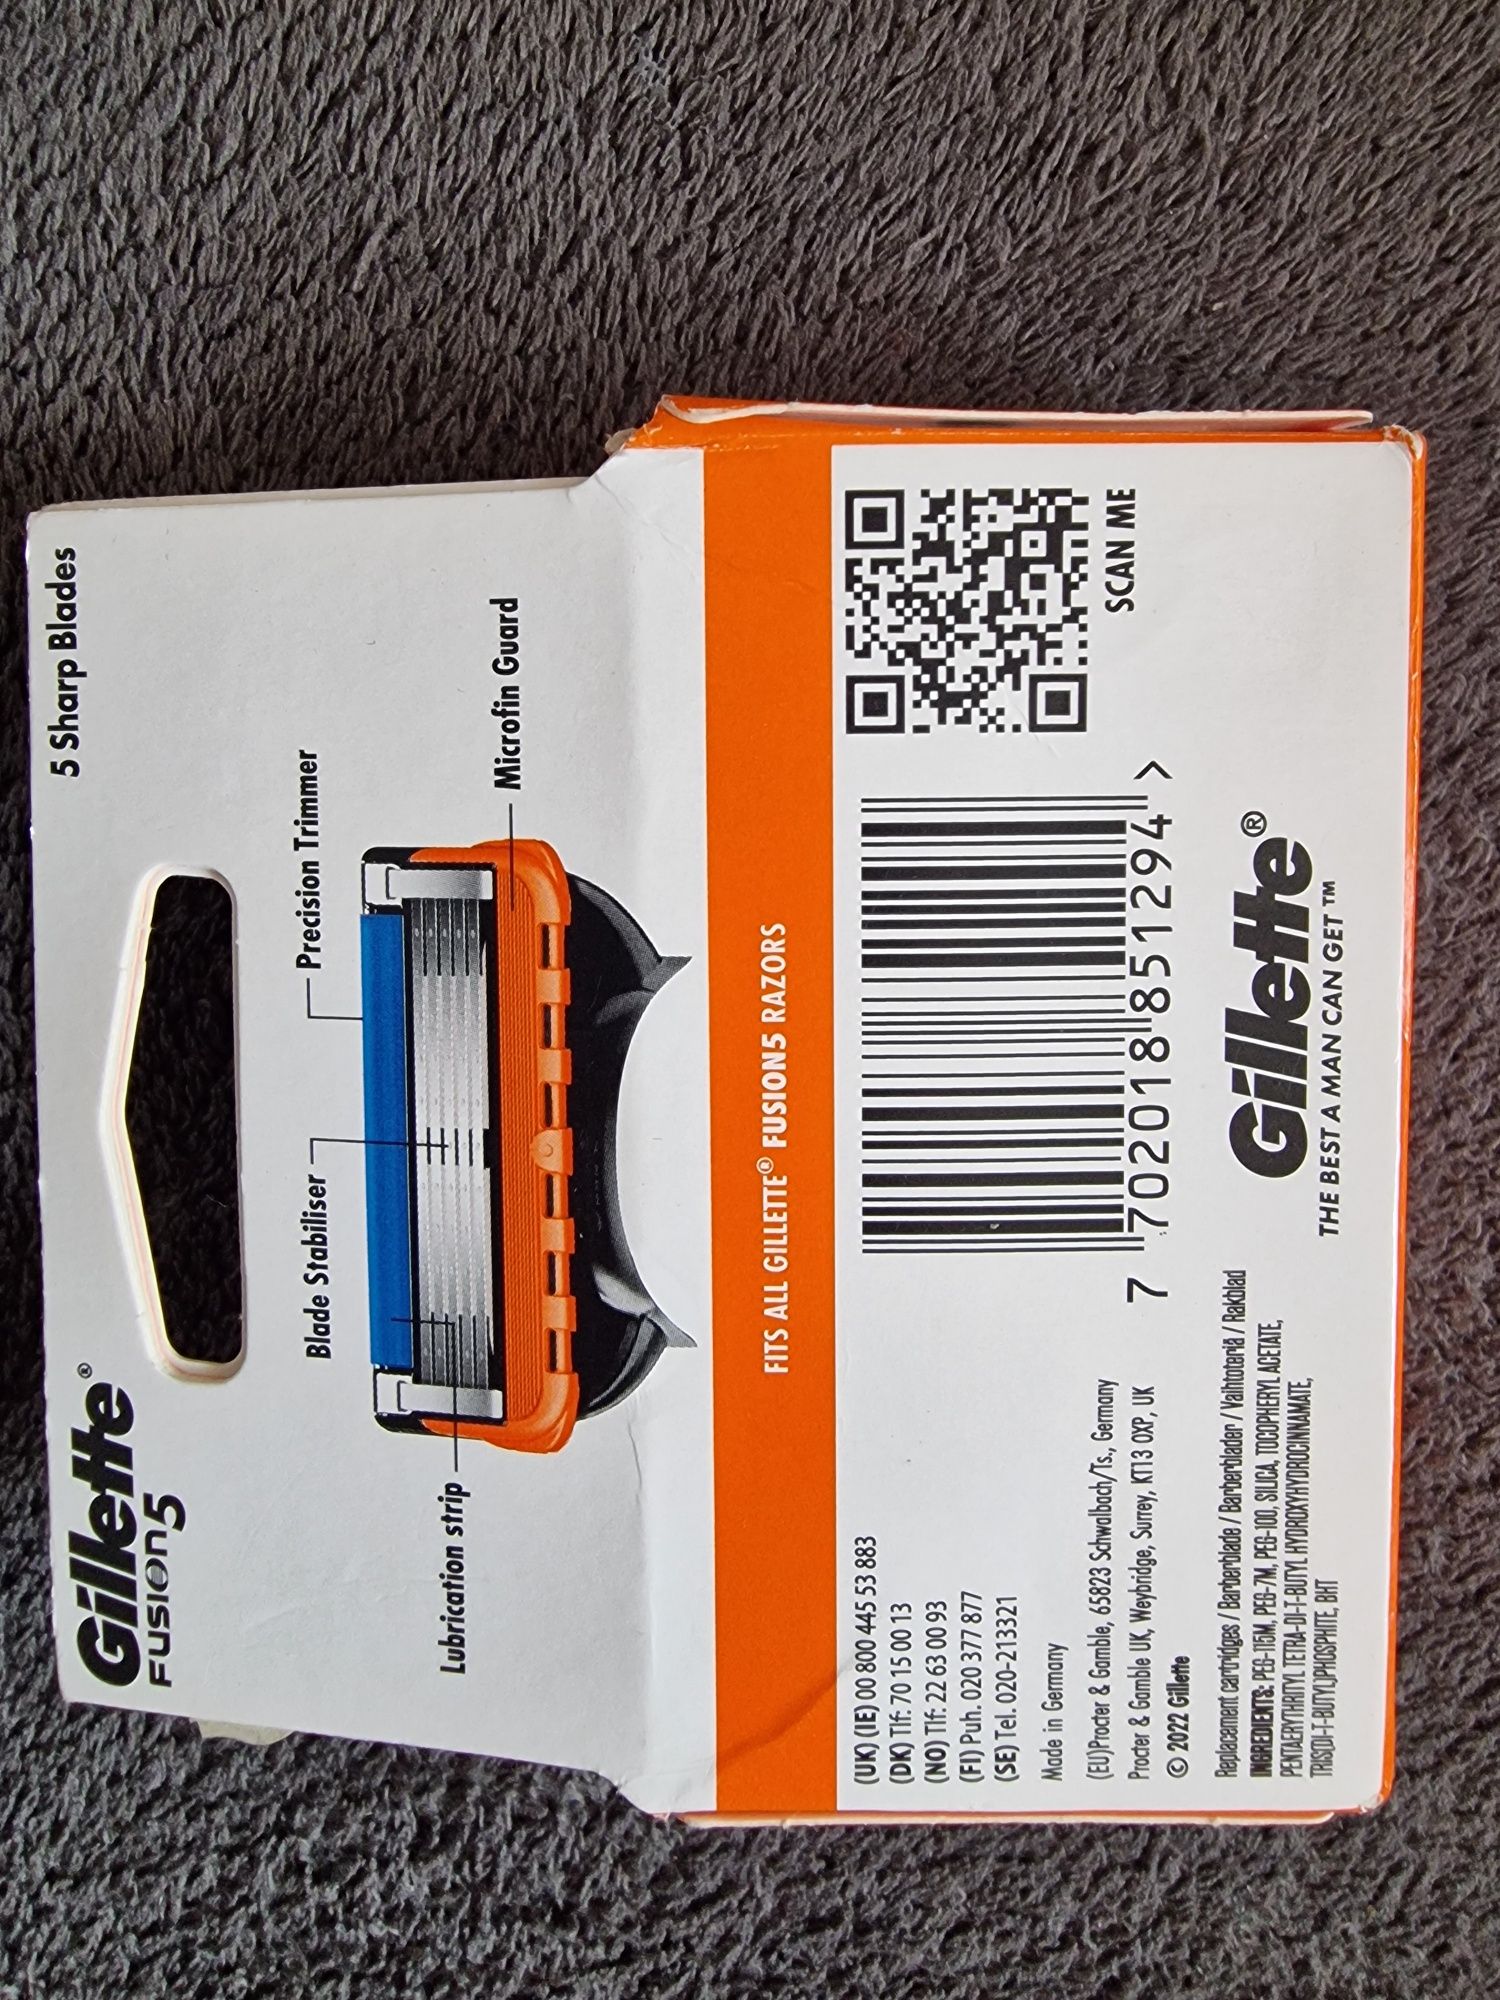 Gillette®
FUSION5
5 Sharp Blades
Precision Trimmer
Blade Stabiliser
Microfin Guard
Lubrication strip
FITS ALL GILLETTE® FUSION5 RAZORS
(UK) (IE) 00 800 445 53 883
(DK) Tlf: 70 15 00 13
(NO) Tlf: 22 63 00 93
(FI) Puh. 020 377 877
(SE) Tel. 020-213321
Made in Germany
(EU)Procter & Gamble, 65823 Schwalbach/Ts., Germany
Procter & Gamble UK, Weybridge, Surrey, KT13 0XP, UK
© 2022 Gillette
Replacement cartridges / Barberblade / Barberblader / Vaihtoteriä / Rakblad
INGREDIENTS: PEG-115M, PEG-7M, PEG-100, SILICA, TOCOPHERYL ACETATE,
PENTAERYTHRITYL TETRA-DI-T-BUTYL HYDROXYHYDROCINNAMATE,
TRIS(DI-T-BUTYL)PHOSPHITE, BHT
7 702018 851294 >
SCAN ME
Gillette®
THE BEST A MAN CAN GET™